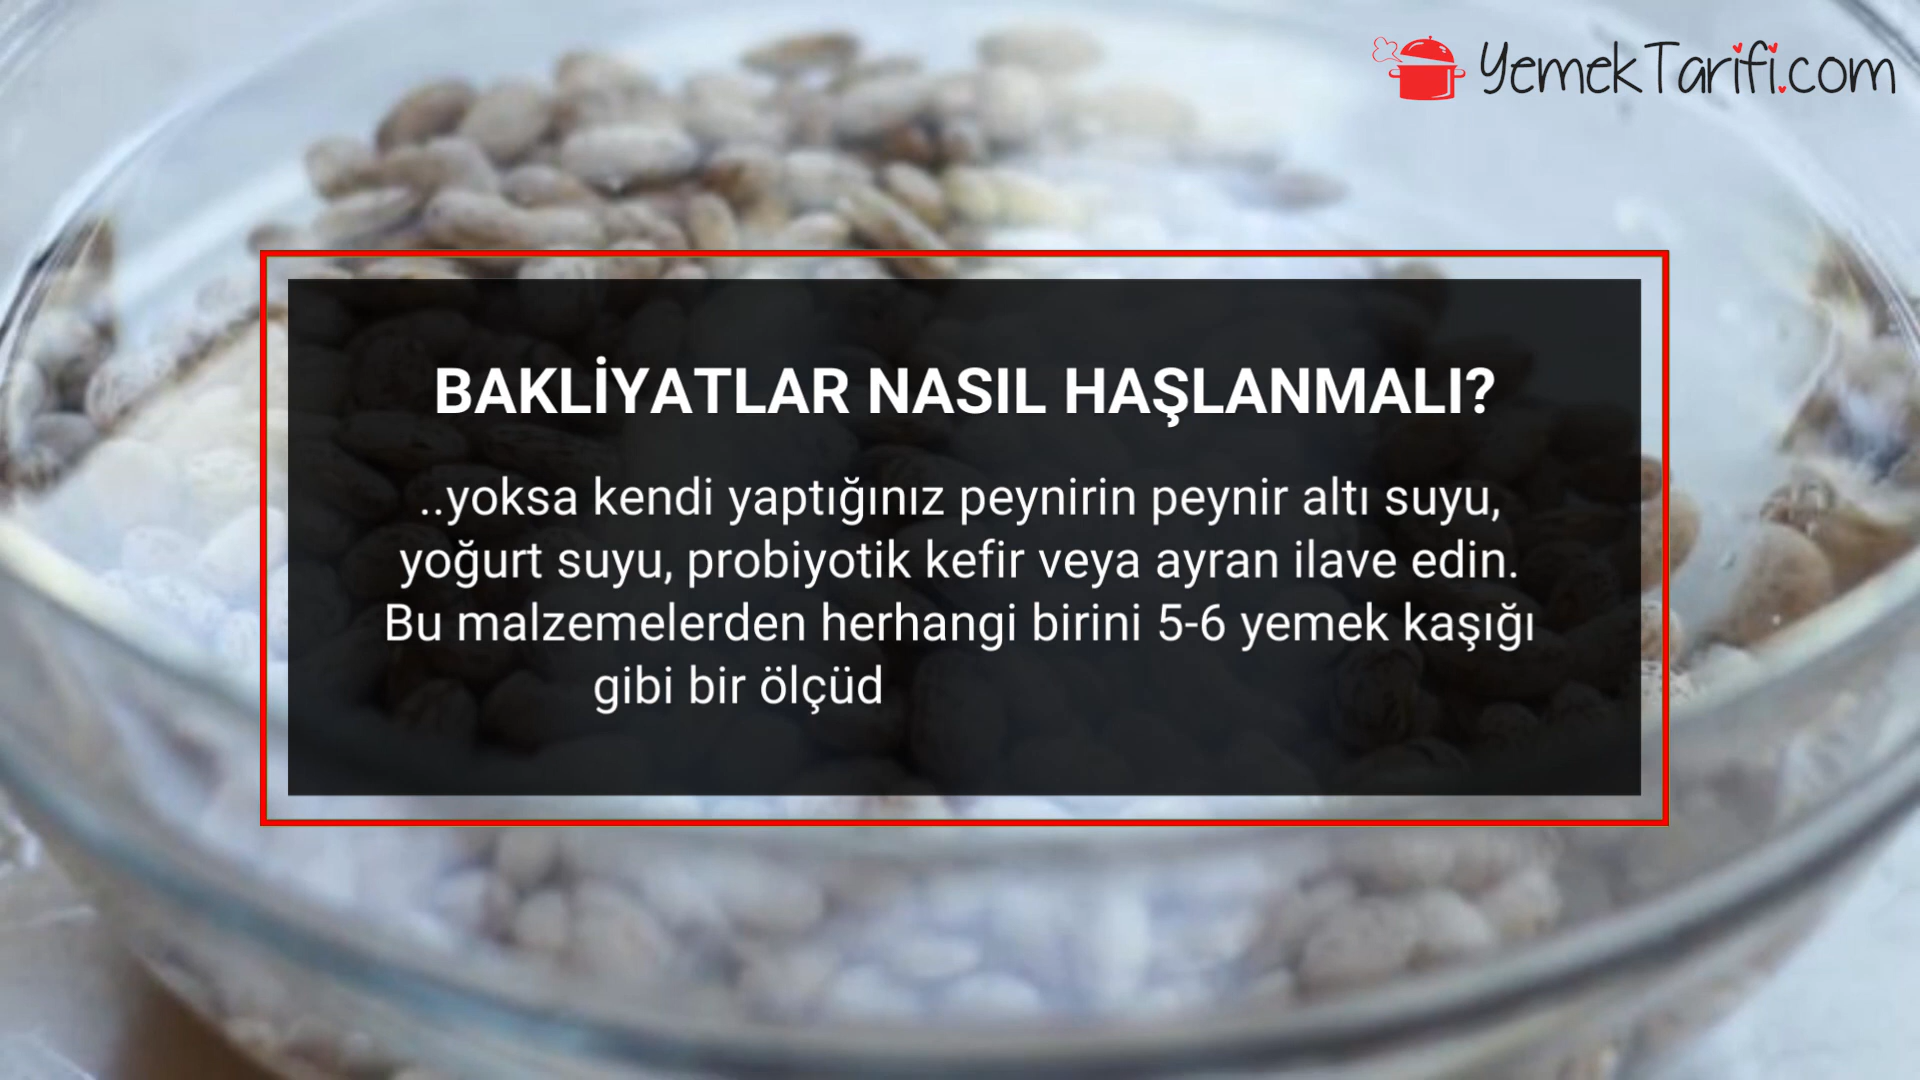 YemekTarifi.com
BAKLİYATLAR NASIL HAŞLANMALI?
..yoksa kendi yaptığınız peynirin peynir altı suyu,
yoğurt suyu, probiyotik kefir veya ayran ilave edin.
Bu malzemelerden herhangi birini 5-6 yemek kaşığı
gibi bir ölçüd